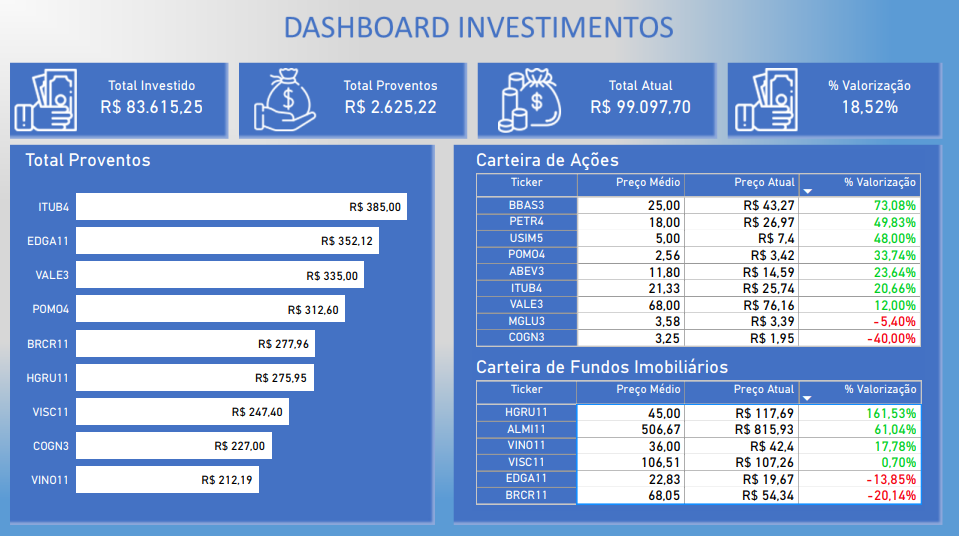 DASHBOARD INVESTIMENTOS
Total Investido
R$ 83.615,25
Total Proventos
R$ 2.625,22
Total Atual
R$ 99.097,70
% Valorização
18,52%
Total Proventos
ITUB4 R$ 385,00
EDGA11 R$ 352,12
VALE3 R$ 335,00
POMO4 R$ 312,60
BRCR11 R$ 277,96
HGRU11 R$ 275,95
VISC11 R$ 247,40
COGN3 R$ 227,00
VINO11 R$ 212,19
Carteira de Ações
Ticker Preço Médio Preço Atual % Valorização
BBAS3 25,00 R$ 43,27 73,08%
PETR4 18,00 R$ 26,97 49,83%
USIM5 5,00 R$ 7,4 48,00%
POMO4 2,56 R$ 3,42 33,74%
ABEV3 11,80 R$ 14,59 23,64%
ITUB4 21,33 R$ 25,74 20,66%
VALE3 68,00 R$ 76,16 12,00%
MGLU3 3,58 R$ 3,39 -5,40%
COGN3 3,25 R$ 1,95 -40,00%
Carteira de Fundos Imobiliários
Ticker Preço Médio Preço Atual % Valorização
HGRU11 45,00 R$ 117,69 161,53%
ALMI11 506,67 R$ 815,93 61,04%
VINO11 36,00 R$ 42,4 17,78%
VISC11 106,51 R$ 107,26 0,70%
EDGA11 22,83 R$ 19,67 -13,85%
BRCR11 68,05 R$ 54,34 -20,14%